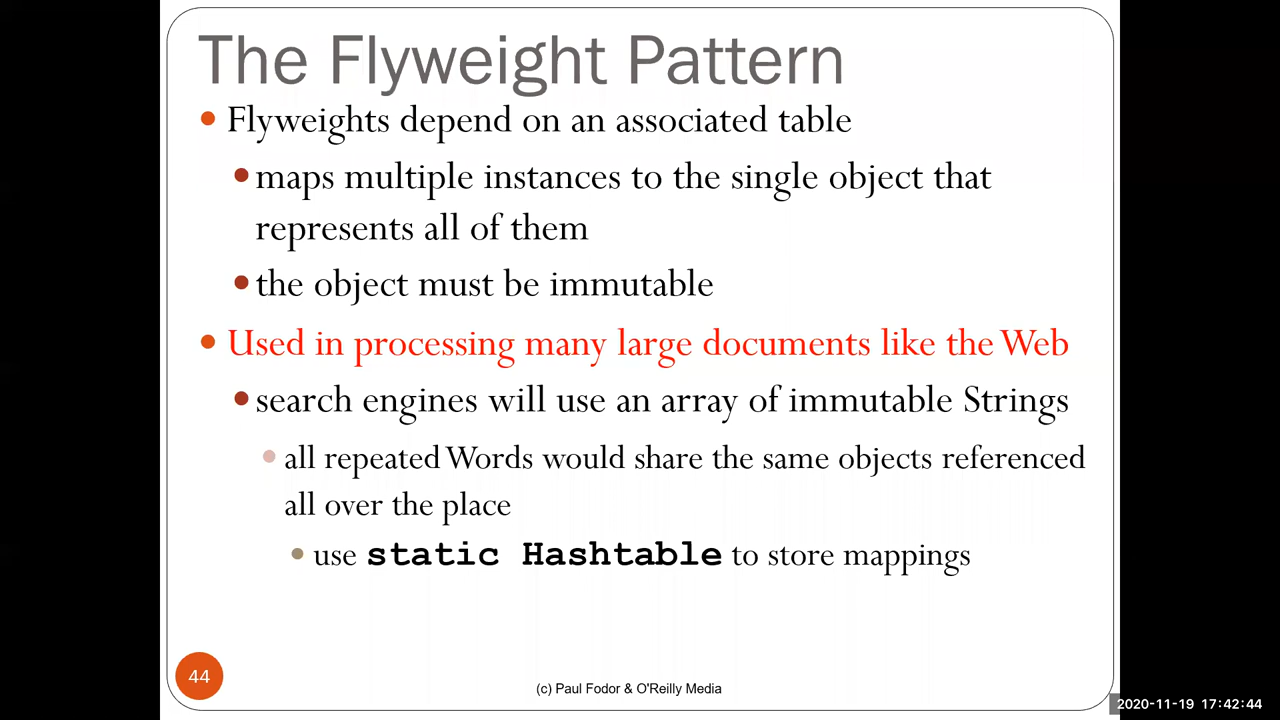 The Flyweight Pattern
Flyweights depend on an associated table
maps multiple instances to the single object that
represents all of them
the object must be immutable
Used in processing many large documents like the Web
search engines will use an array of immutable Strings
all repeated Words would share the same objects referenced
all over the place
use static Hashtable to store mappings
44
(c) Paul Fodor & O'Reilly Media
2020-11-19 17:42:44